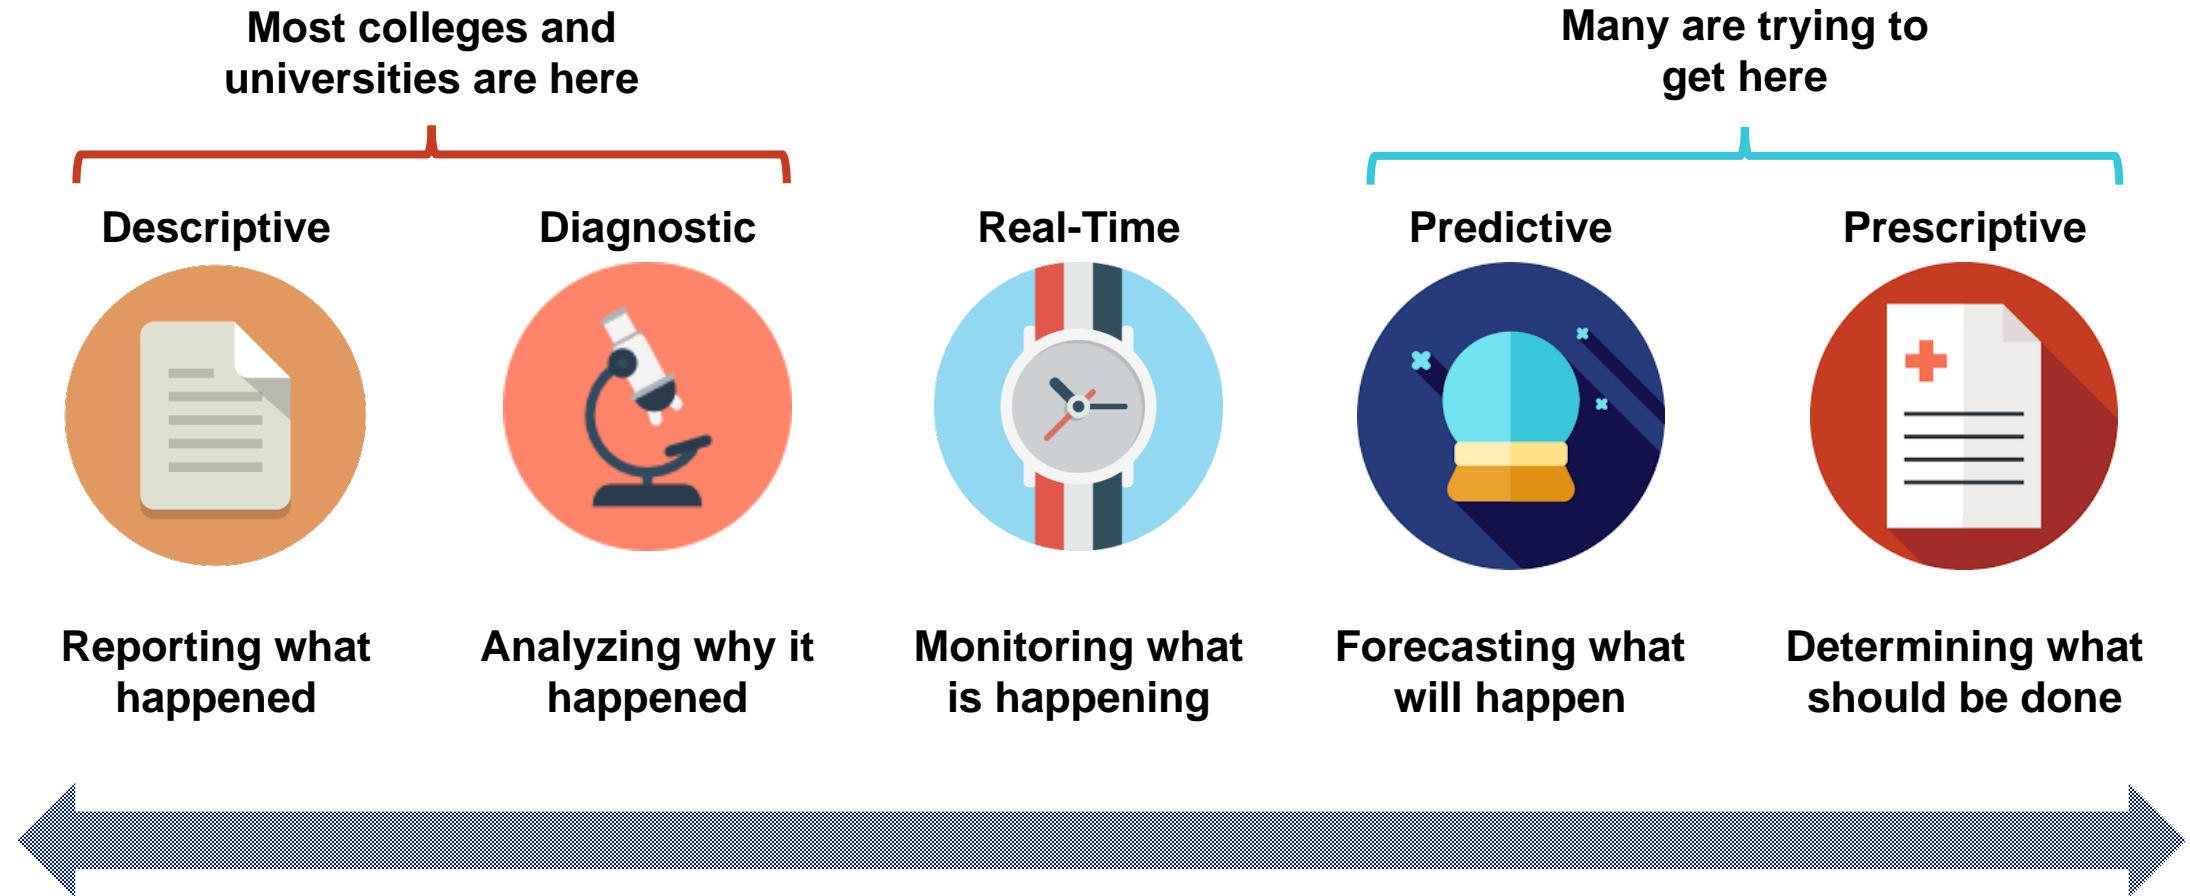 Most colleges and
universities are here
Many are trying to
get here
Descriptive
Diagnostic
Real-Time
Predictive
Prescriptive
Reporting what
happened
Analyzing why it
happened
Monitoring what
is happening
Forecasting what
will happen
Determining what
should be done